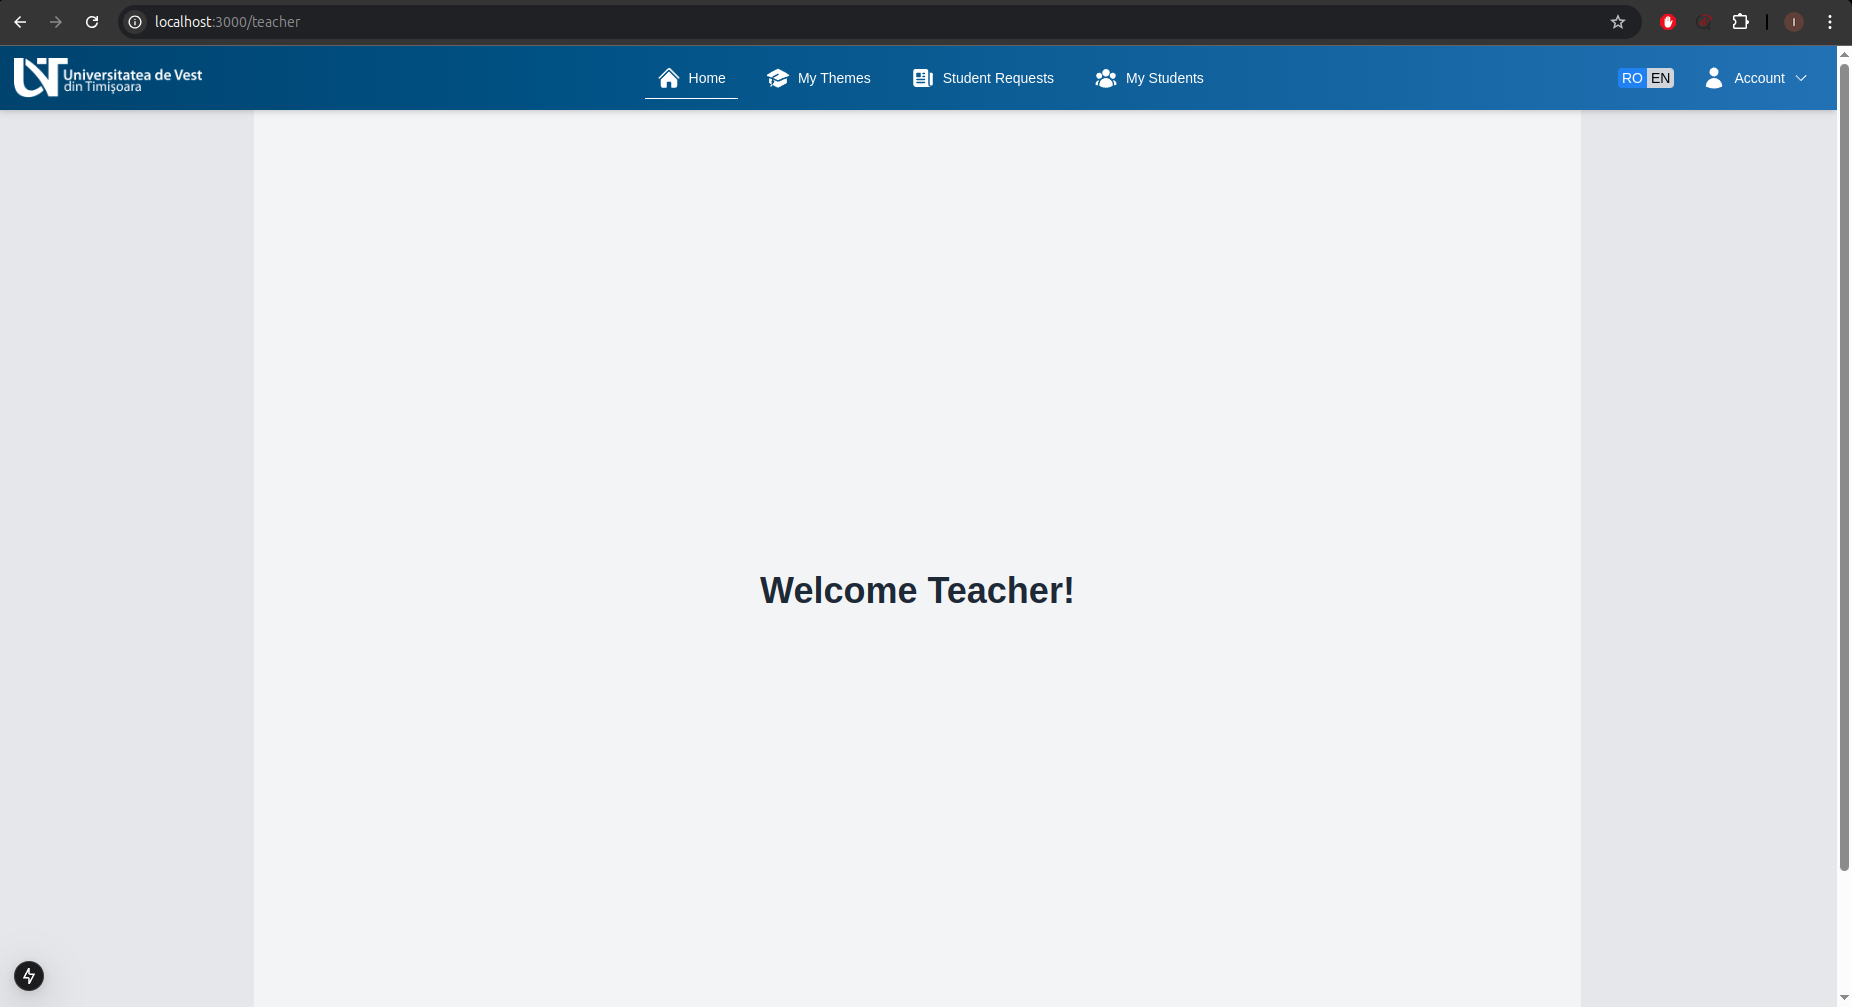 localhost:3000/teacher
I
UVT Universitatea de Vest
din Timişoara
Home
My Themes
Student Requests
My Students
RO EN
Account
Welcome Teacher!